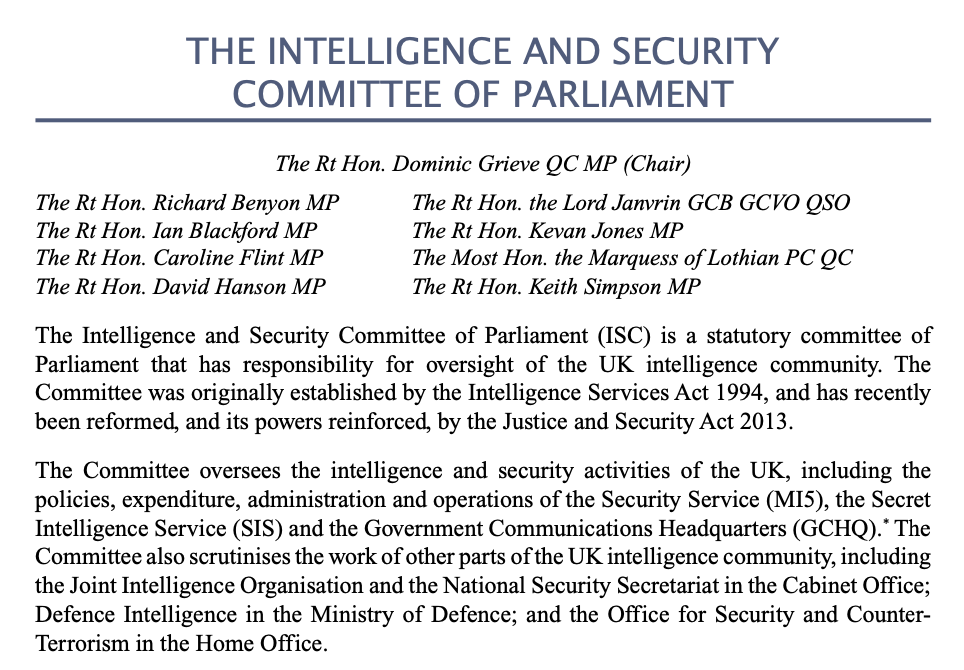 THE INTELLIGENCE AND SECURITY
COMMITTEE OF PARLIAMENT
The Rt Hon. Dominic Grieve QC MP (Chair)
The Rt Hon. Richard Benyon MP
The Rt Hon. Ian Blackford MP
The Rt Hon. Caroline Flint MP
The Rt Hon. David Hanson MP
The Rt Hon. the Lord Janvrin GCB GCVO QSO
The Rt Hon. Kevan Jones MP
The Most Hon. the Marquess of Lothian PC QC
The Rt Hon. Keith Simpson MP
The Intelligence and Security Committee of Parliament (ISC) is a statutory committee of
Parliament that has responsibility for oversight of the UK intelligence community. The
Committee was originally established by the Intelligence Services Act 1994, and has recently
been reformed, and its powers reinforced, by the Justice and Security Act 2013.
The Committee oversees the intelligence and security activities of the UK, including the
policies, expenditure, administration and operations of the Security Service (MI5), the Secret
Intelligence Service (SIS) and the Government Communications Headquarters (GCHQ).* The
Committee also scrutinises the work of other parts of the UK intelligence community, including
the Joint Intelligence Organisation and the National Security Secretariat in the Cabinet Office;
Defence Intelligence in the Ministry of Defence; and the Office for Security and Counter-
Terrorism in the Home Office.